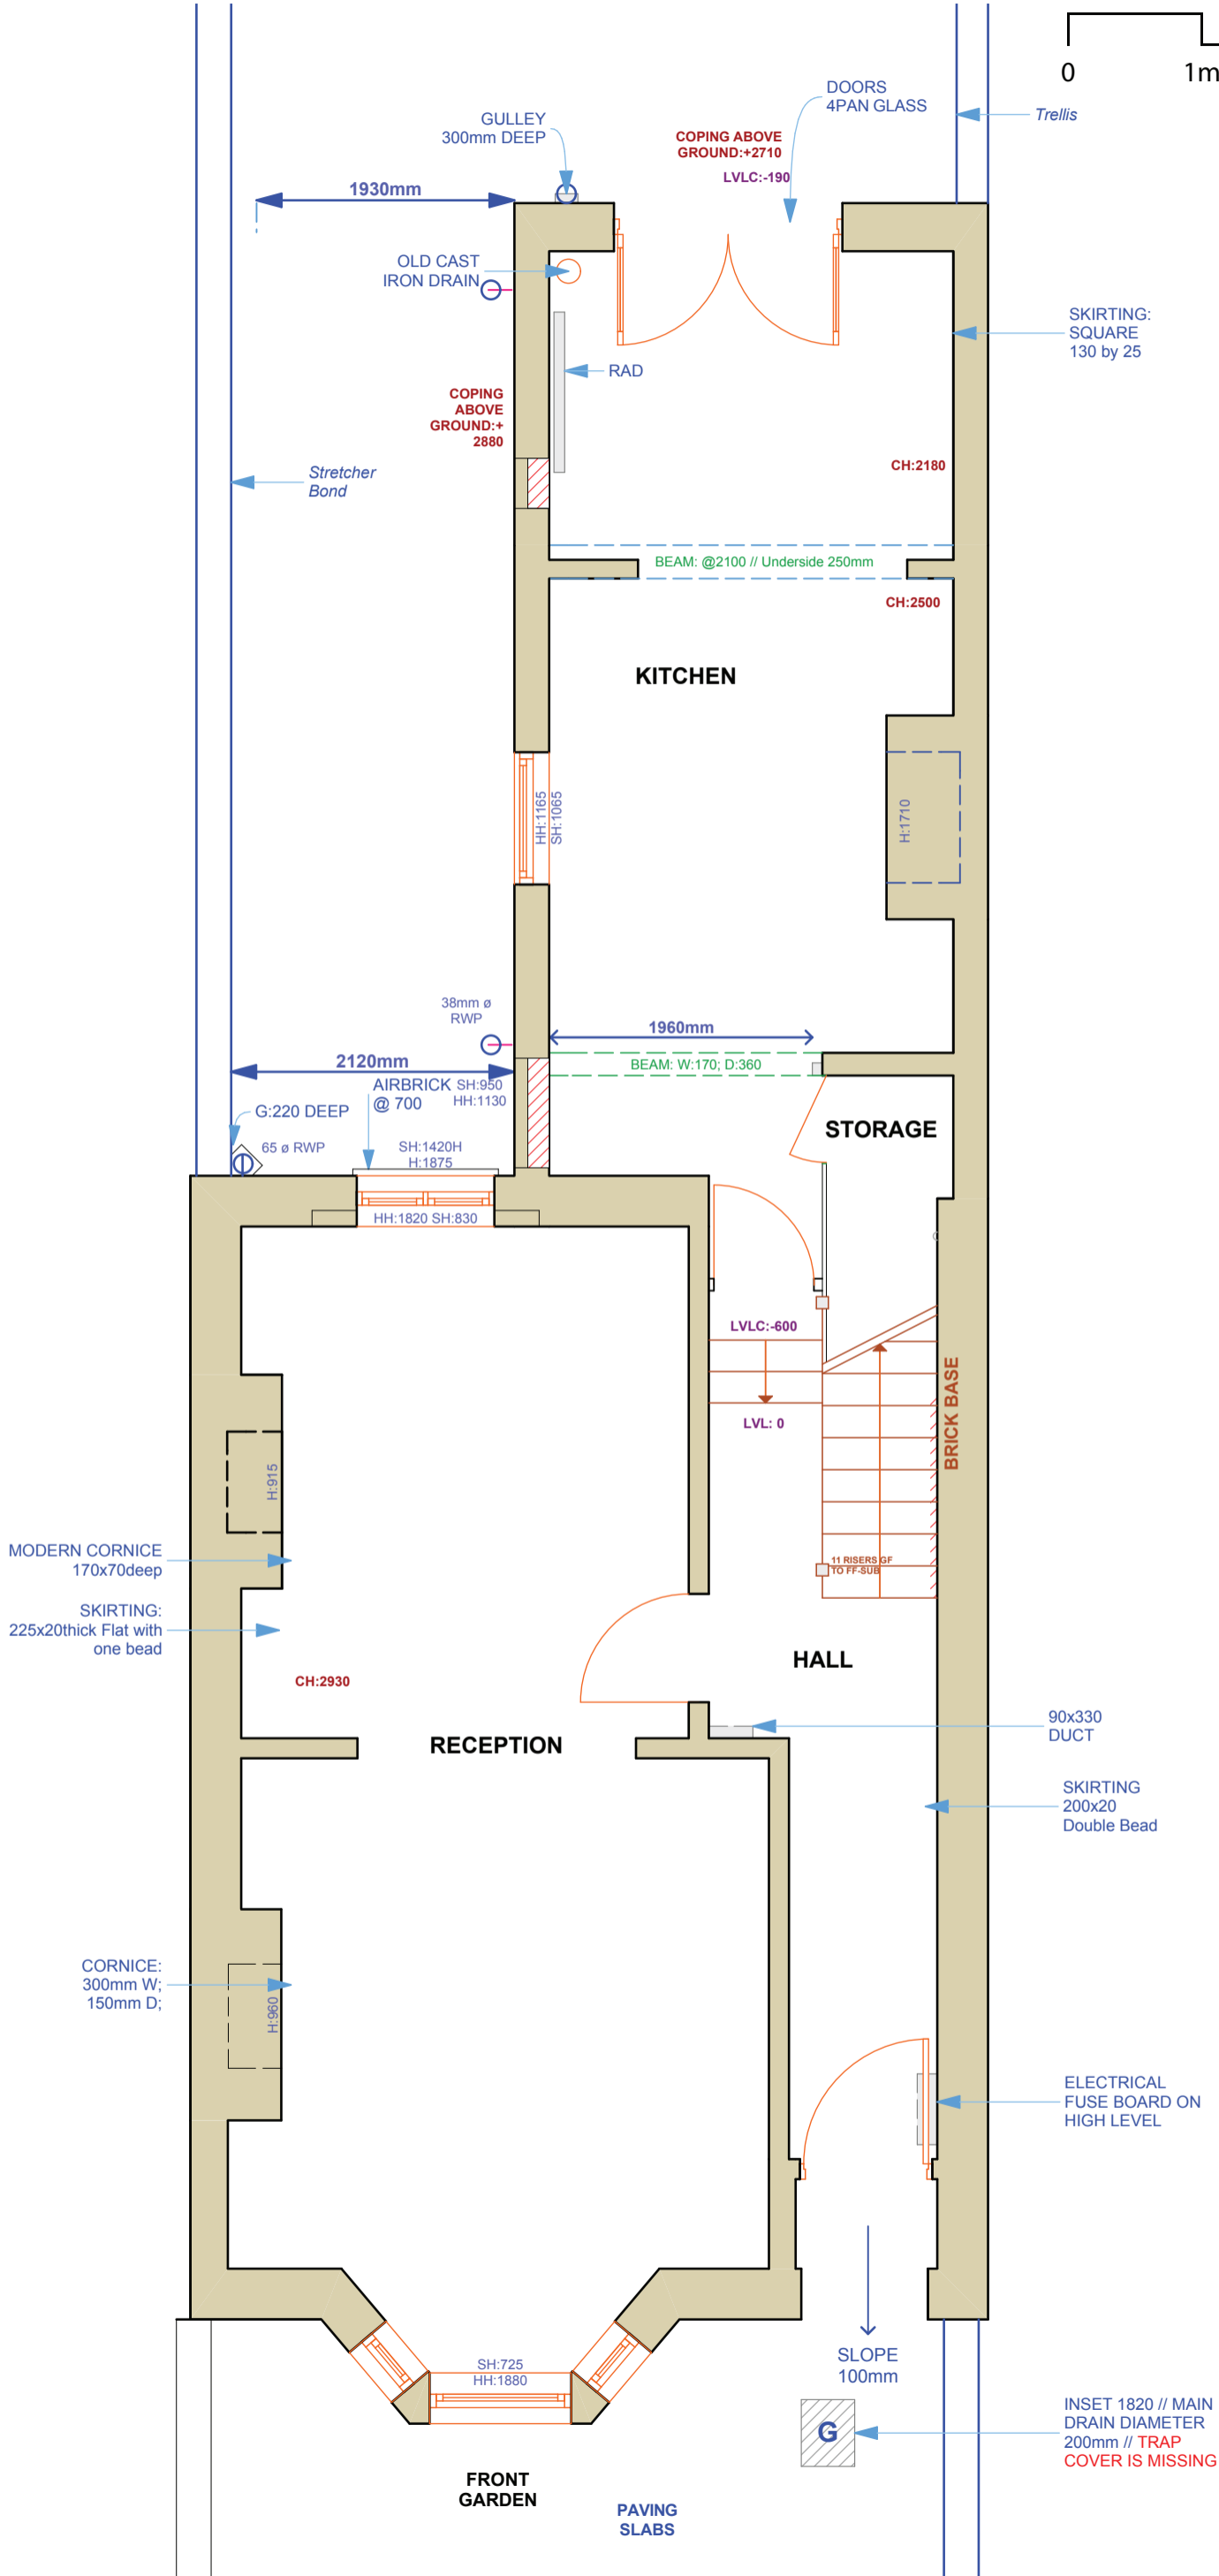 0
1m
DOORS
4PAN GLASS
Trellis
GULLEY
300mm DEEP
COPING ABOVE
GROUND:+2710
LVLC:-190
1930mm
OLD CAST
IRON DRAIN
SKIRTING:
SQUARE
130 by 25
RAD
COPING
ABOVE
GROUND:+
2880
CH:2180
Stretcher
Bond
BEAM: @2100 // Underside 250mm
CH:2500
KITCHEN
HH:1165
SH:1065
H:1710
38mm ø
RWP
1960mm
2120mm
BEAM: W:170; D:360
AIRBRICK
@ 700
SH:950
HH:1130
G:220 DEEP
STORAGE
65 ø RWP
SH:1420H
H:1875
HH:1820 SH:830
LVLC:-600
LVL: 0
BRICK BASE
H:915
MODERN CORNICE
170x70deep
11 RISERS GF
TO FF-SUB
SKIRTING:
225x20thick Flat with
one bead
HALL
CH:2930
90x330
DUCT
RECEPTION
SKIRTING
200x20
Double Bead
CORNICE:
300mm W;
150mm D;
H:960
ELECTRICAL
FUSE BOARD ON
HIGH LEVEL
SLOPE
100mm
SH:725
HH:1880
G
INSET 1820 // MAIN
DRAIN DIAMETER
200mm // TRAP
COVER IS MISSING
FRONT
GARDEN
PAVING
SLABS